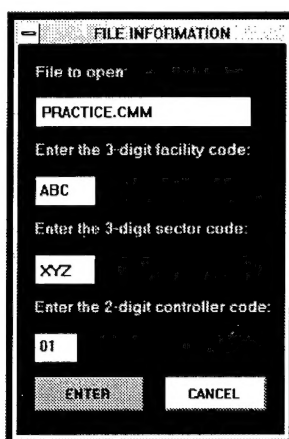 FILE INFORMATION
File to open:
PRACTICE.CMM
Enter the 3-digit facility code:
ABC
Enter the 3-digit sector code:
XYZ
Enter the 2-digit controller code:
01
ENTER CANCEL